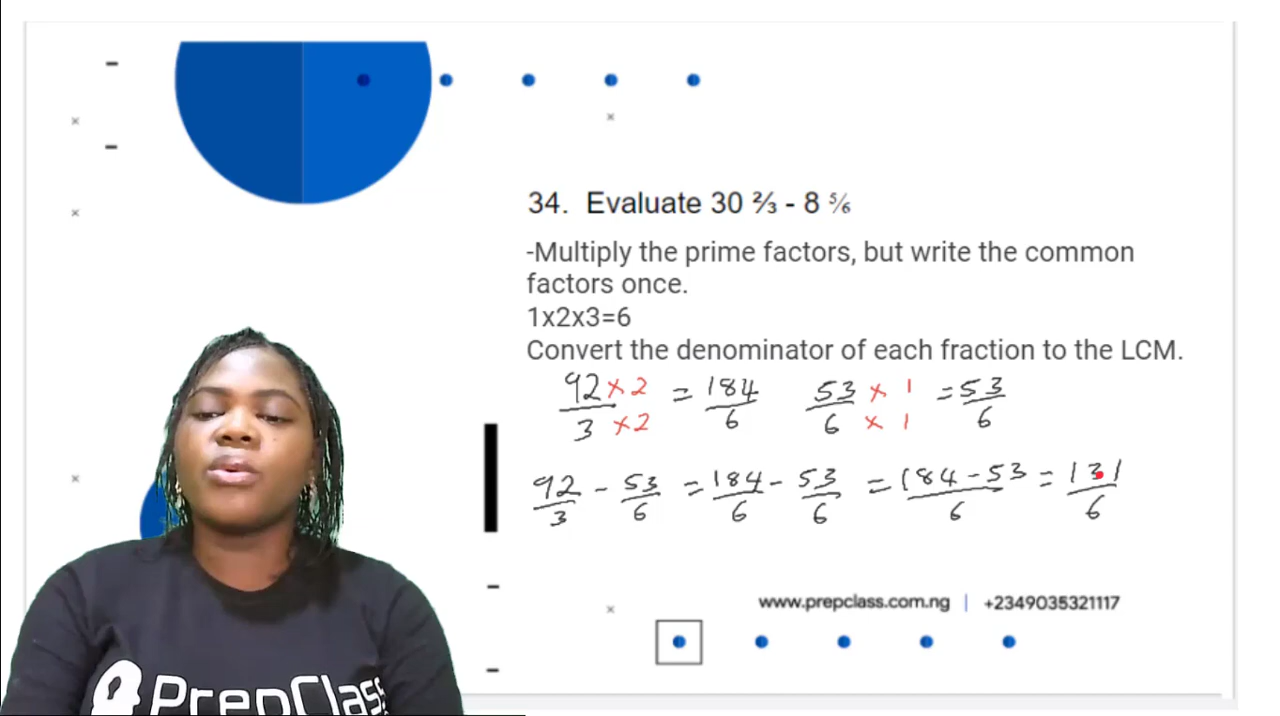 34. Evaluate 30 ⅔ - 8 ⅚
-Multiply the prime factors, but write the common
factors once.
1x2x3=6
Convert the denominator of each fraction to the LCM.
92×2/3×2 = 184/6 53/6 × 1/× 1 = 53/6
92/3 - 53/6 = 184/6 - 53/6 = 184-53/6 = 131/6
www.prepclass.com.ng | +2349035321117
PrepClass